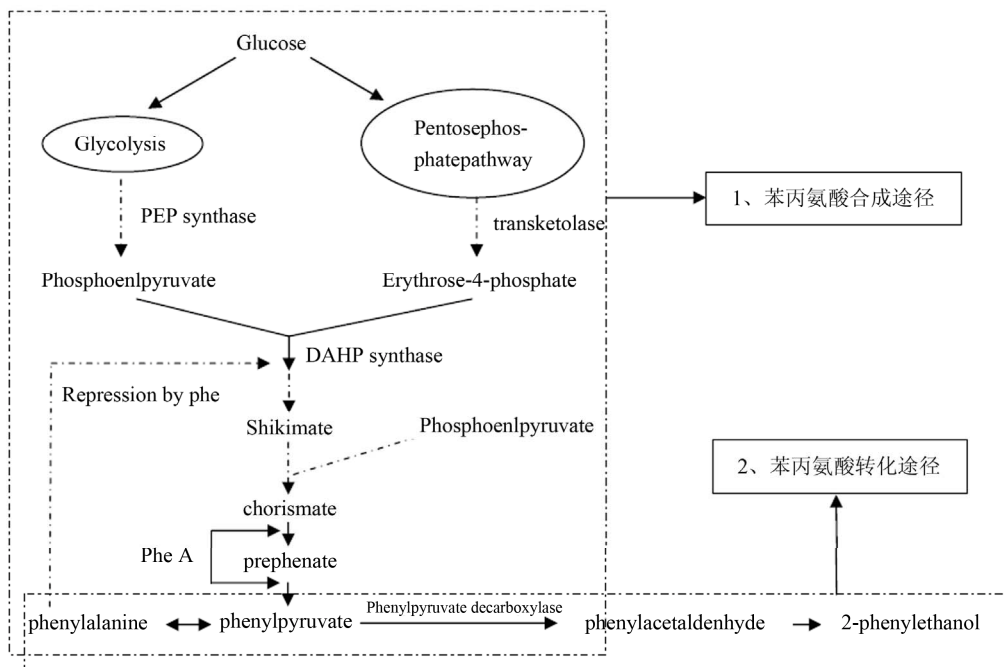 Glucose
Glycolysis
Pentosephos-
phatepathway
1、苯丙氨酸合成途径
PEP synthase
transketolase
Phosphoenlpyruvate
Erythrose-4-phosphate
DAHP synthase
Repression by phe
Shikimate
Phosphoenlpyruvate
2、苯丙氨酸转化途径
chorismate
Phe A
prephenate
phenylalanine
phenylpyruvate
Phenylpyruvate decarboxylase
phenylacetaldenhyde
2-phenylethanol